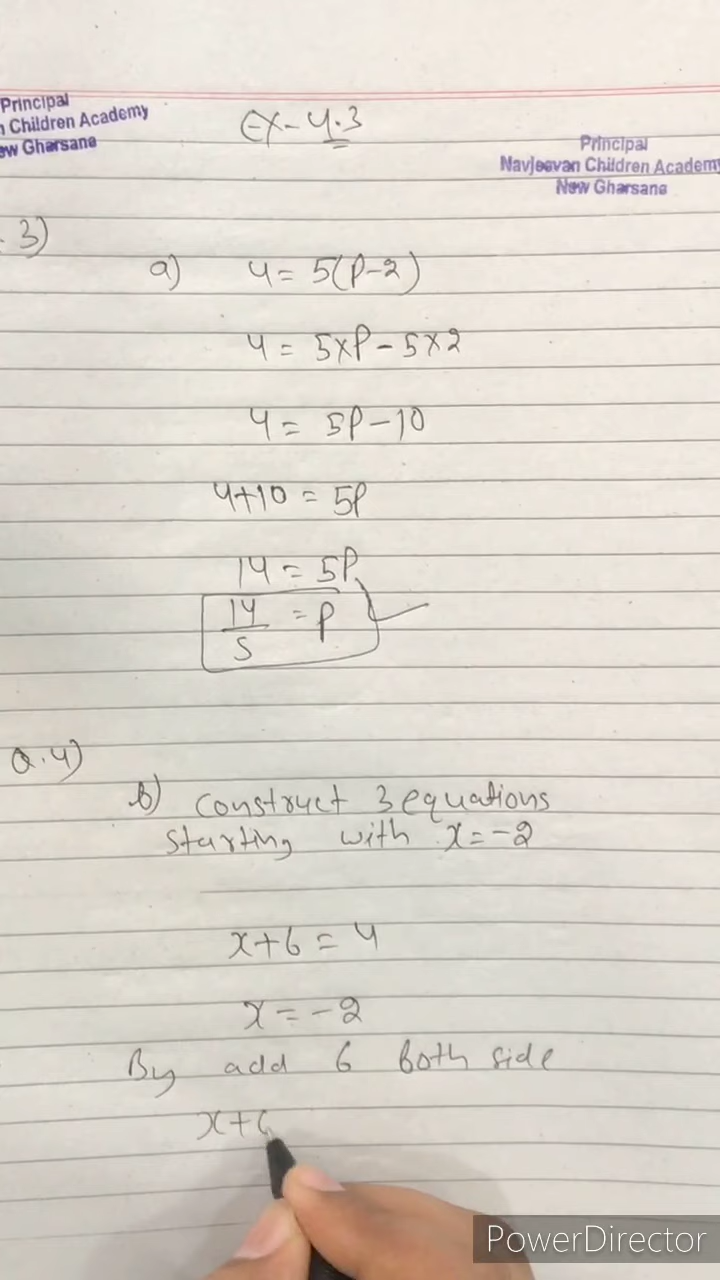 Principal
n Children Academy
ew Gharsana
Ex-4.3
Principal
Navjeevan Children Academy
New Gharsana
. 3)
a) 4 = 5(P-2)
4 = 5×P - 5×2
4 = 5P-10
4+10 = 5P
14 = 5P
14/5 = P
Q.4)
b) Construct 3 equations
starting with x=-2
x+6 = 4
x = -2
By add 6 both side
x+6
PowerDirector